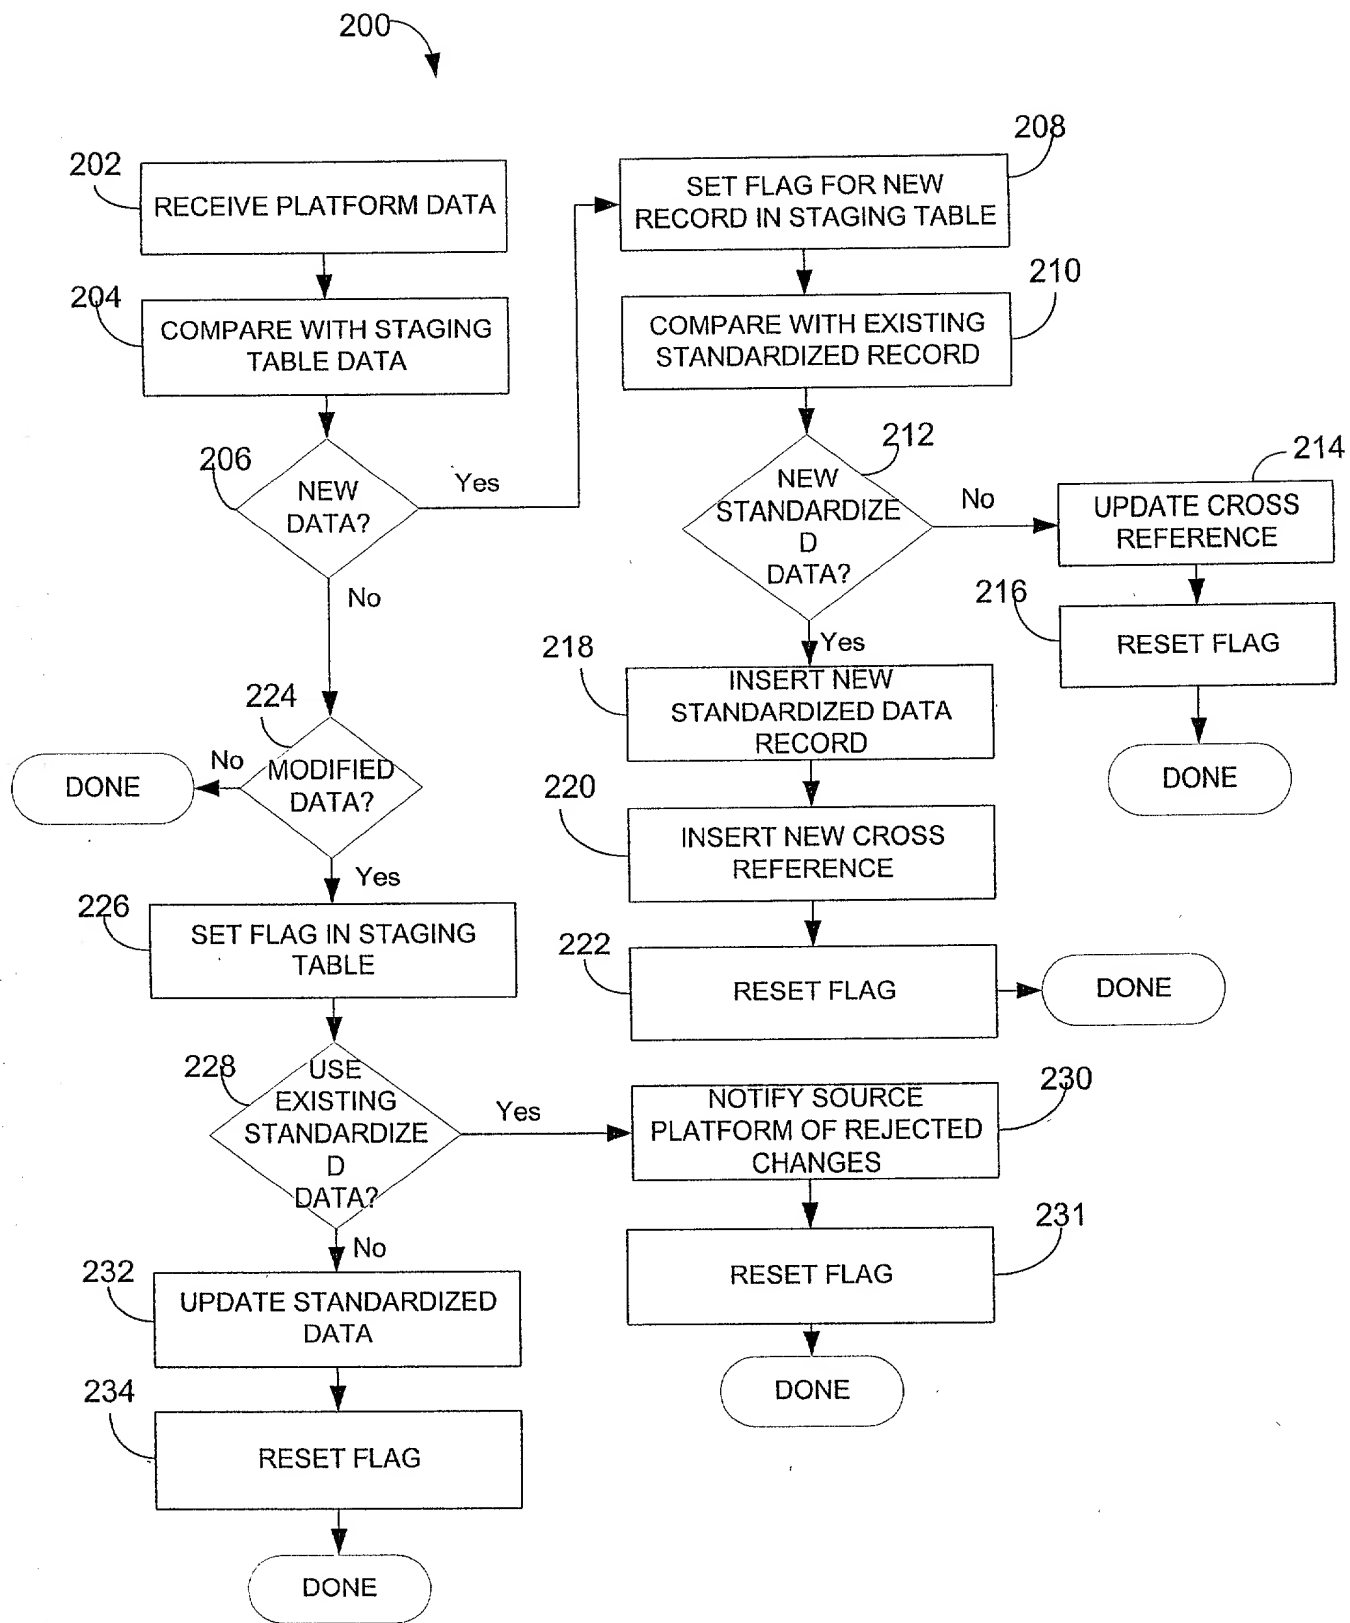 200
202
RECEIVE PLATFORM DATA
204
COMPARE WITH STAGING
TABLE DATA
206
NEW
DATA?
Yes
No
208
SET FLAG FOR NEW
RECORD IN STAGING TABLE
210
COMPARE WITH EXISTING
STANDARDIZED RECORD
212
NEW
STANDARDIZE
D
DATA?
No
Yes
214
UPDATE CROSS
REFERENCE
216
RESET FLAG
DONE
218
INSERT NEW
STANDARDIZED DATA
RECORD
220
INSERT NEW CROSS
REFERENCE
222
RESET FLAG
DONE
224
MODIFIED
DATA?
No
DONE
Yes
226
SET FLAG IN STAGING
TABLE
228
USE
EXISTING
STANDARDIZE
D
DATA?
Yes
No
230
NOTIFY SOURCE
PLATFORM OF REJECTED
CHANGES
231
RESET FLAG
DONE
232
UPDATE STANDARDIZED
DATA
234
RESET FLAG
DONE